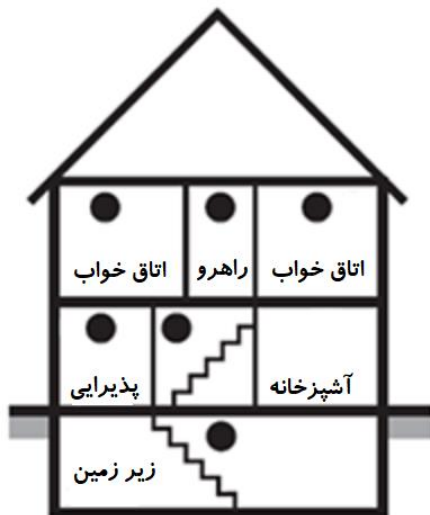 اتاق خواب راهرو اتاق خواب
آشپزخانه پذیرایی
زیر زمین